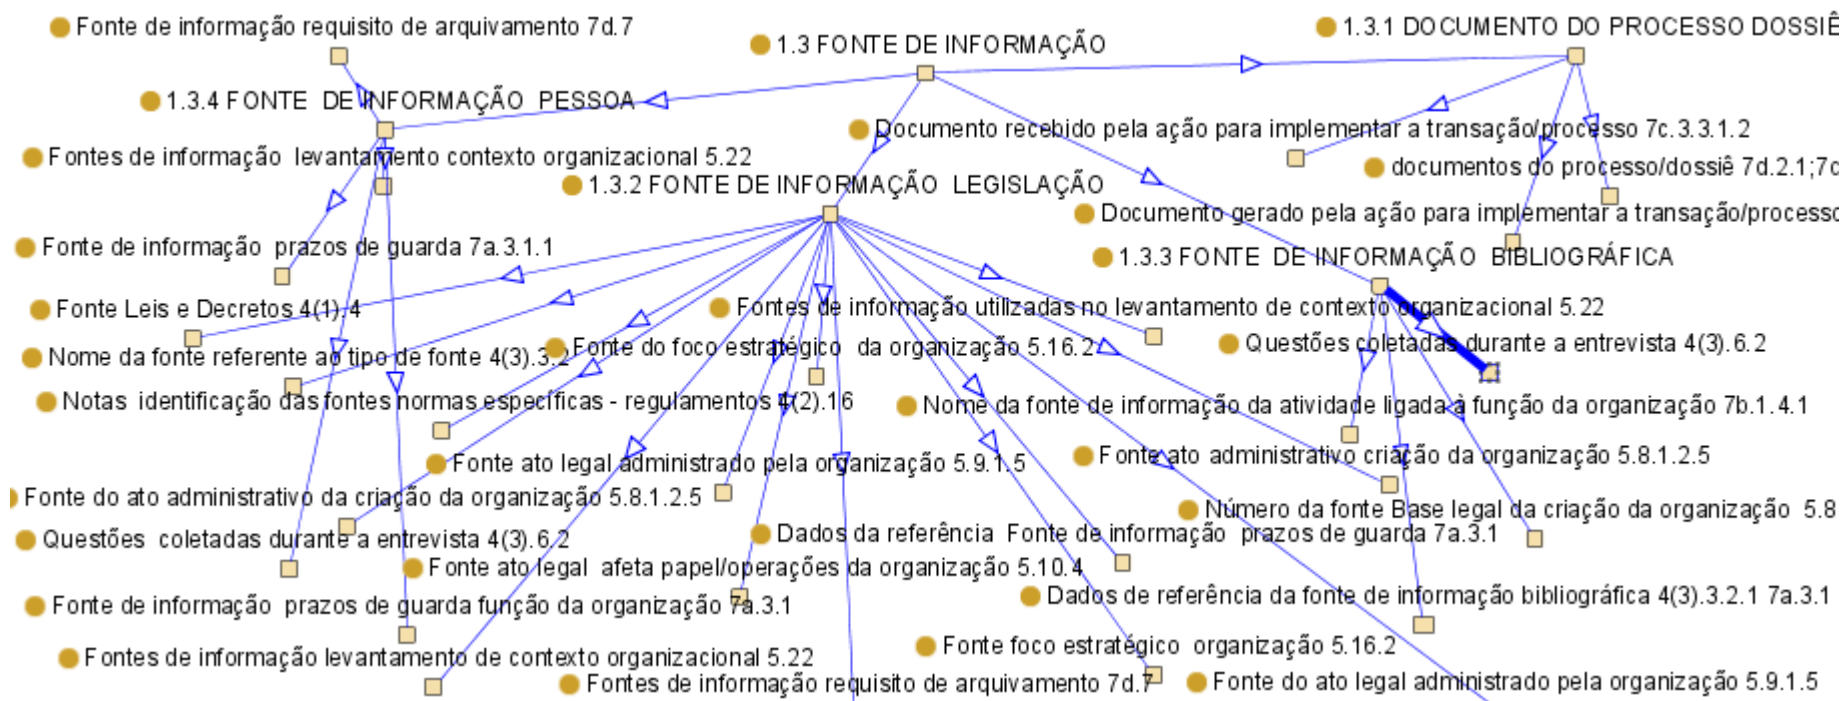 Fonte de informação requisito de arquivamento 7d.7
1.3 FONTE DE INFORMAÇÃO
1.3.1 DOCUMENTO DO PROCESSO DOSSIÊ
1.3.4 FONTE DE INFORMAÇÃO PESSOA
Documento recebido pela ação para implementar a transação/processo 7c.3.3.1.2
Fontes de informação levantamento contexto organizacional 5.22
documentos do processo/dossiê 7d.2.1;7c
1.3.2 FONTE DE INFORMAÇÃO LEGISLAÇÃO
Documento gerado pela ação para implementar a transação/processo
Fonte de informação prazos de guarda 7a.3.1.1
1.3.3 FONTE DE INFORMAÇÃO BIBLIOGRÁFICA
Fonte Leis e Decretos 4(1).4
Fontes de informação utilizadas no levantamento de contexto organizacional 5.22
Nome da fonte referente ao tipo de fonte 4(3).3.2
Fonte do foco estratégico da organização 5.16.2
Questões coletadas durante a entrevista 4(3).6.2
Notas identificação das fontes normas específicas - regulamentos 4(2).16
Nome da fonte de informação da atividade ligada à função da organização 7b.1.4.1
Fonte ato legal administrado pela organização 5.9.1.5
Fonte ato administrativo criação da organização 5.8.1.2.5
Fonte do ato administrativo da criação da organização 5.8.1.2.5
Número da fonte Base legal da criação da organização 5.8
Questões coletadas durante a entrevista 4(3).6.2
Dados da referência Fonte de informação prazos de guarda 7a.3.1
Fonte ato legal afeta papel/operações da organização 5.10.4
Fonte de informação prazos de guarda função da organização 7a.3.1
Dados de referência da fonte de informação bibliográfica 4(3).3.2.1 7a.3.1
Fontes de informação levantamento de contexto organizacional 5.22
Fonte foco estratégico organização 5.16.2
Fontes de informação requisito de arquivamento 7d.7
Fonte do ato legal administrado pela organização 5.9.1.5